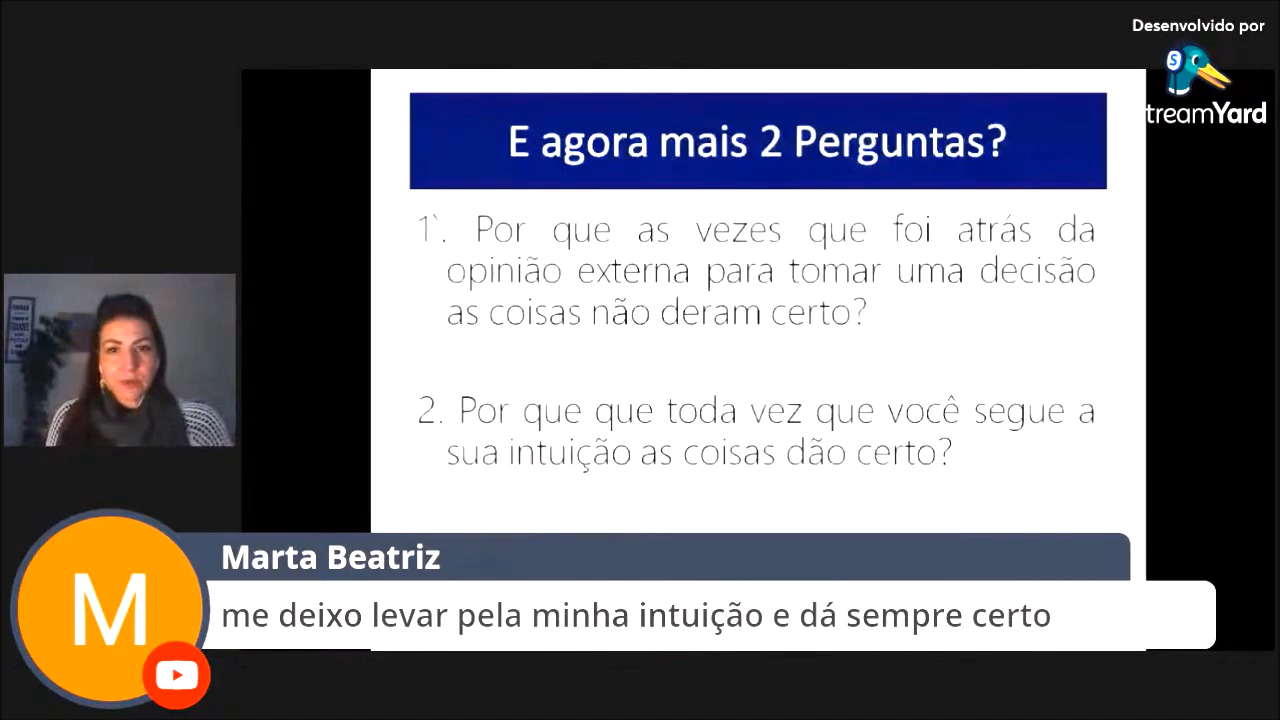 Desenvolvido por
S
treamYard
E agora mais 2 Perguntas?
1`. Por que as vezes que foi atrás da
opinião externa para tomar uma decisão
as coisas não deram certo?
2. Por que que toda vez que você segue a
sua intuição as coisas dão certo?
M
Marta Beatriz
me deixo levar pela minha intuição e dá sempre certo